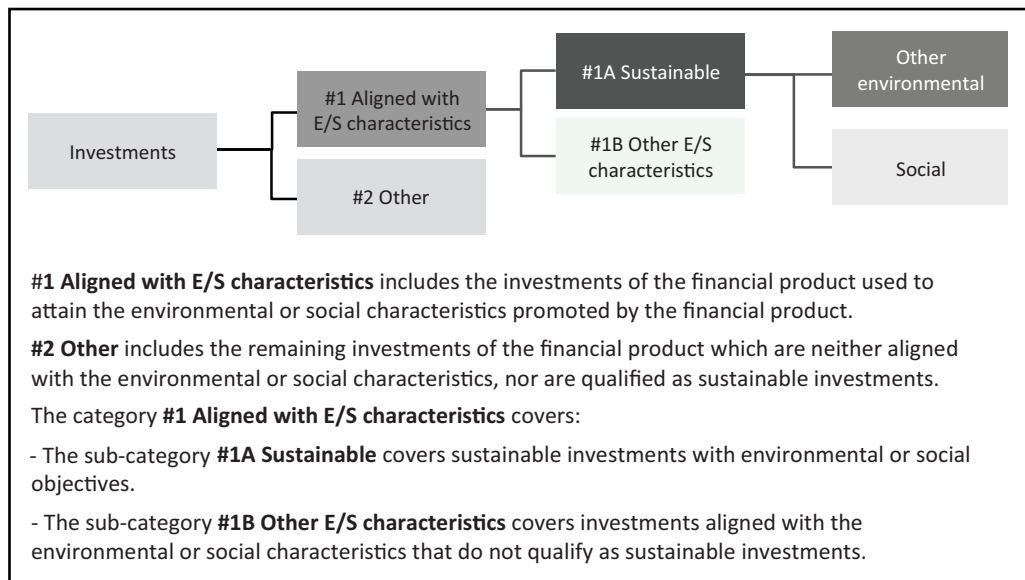 Investments
#1 Aligned with
E/S characteristics
#2 Other
#1A Sustainable
#1B Other E/S
characteristics
Other
environmental
Social
#1 Aligned with E/S characteristics includes the investments of the financial product used to
attain the environmental or social characteristics promoted by the financial product.
#2 Other includes the remaining investments of the financial product which are neither aligned
with the environmental or social characteristics, nor are qualified as sustainable investments.
The category #1 Aligned with E/S characteristics covers:
- The sub-category #1A Sustainable covers sustainable investments with environmental or social
objectives.
- The sub-category #1B Other E/S characteristics covers investments aligned with the
environmental or social characteristics that do not qualify as sustainable investments.